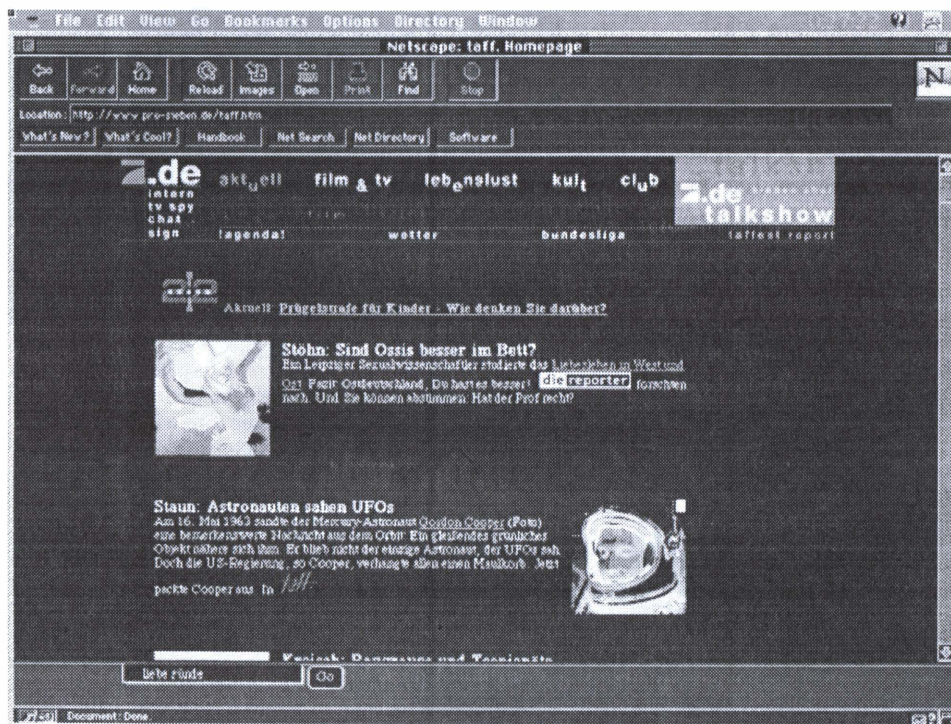 File Edit View Go Bookmarks Options Directory Window
Netscape: taff, Homepage
Back Forward Home Reload Images Open Print Find Stop
N
Location: http://www.pro-sieben.de/taff.htm
What's New? What's Cool? Handbook Net Search Net Directory Software
.de aktuell film & tv lebenslust kult club
intern
tv spy
chat
sign
.de
talkshow
!agenda! wetter bundesliga taffest report
Aktuell: Prügelstrafe für Kinder - Wie denken Sie darüber?
Stöhn: Sind Ossis besser im Bett?
Ein Leipziger Sexualwissenschaftler studierte das Liebesleben in West und
Ost. Fazit: Ostdeutschland, Du hast es besser! die reporter forschten
nach. Und Sie können abstimmen: Hat der Prof recht?
Staun: Astronauten sahen UFOs
Am 16. Mai 1963 sandte der Mercury-Astronaut Gordon Cooper (Foto)
eine bemerkenswerte Nachricht aus dem Orbit: Ein gleißendes grünliches
Objekt nähere sich ihm. Er blieb nicht der einzige Astronaut, der UFOs sah.
Doch die US-Regierung, so Cooper, verhängte allen einen Maulkorb. Jetzt
packte Cooper aus. In taff.
Go
Document: Done.